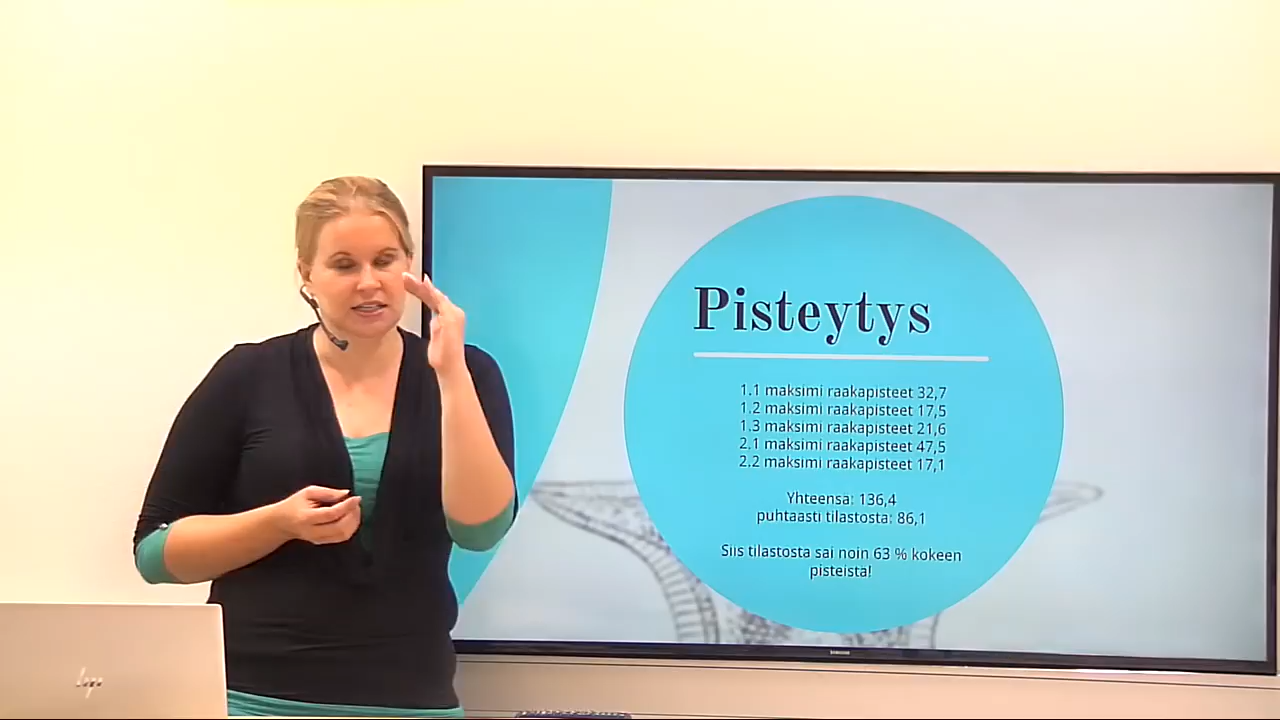 Pisteytys
1.1 maksimi raakapisteet 32,7
1.2 maksimi raakapisteet 17,5
1.3 maksimi raakapisteet 21,6
2.1 maksimi raakapisteet 47,5
2.2 maksimi raakapisteet 17,1
Yhteensä: 136,4
puhtaasti tilastosta: 86,1
Siis tilastosta sai noin 63 % kokeen
pisteistä!
SAMSUNG
hp